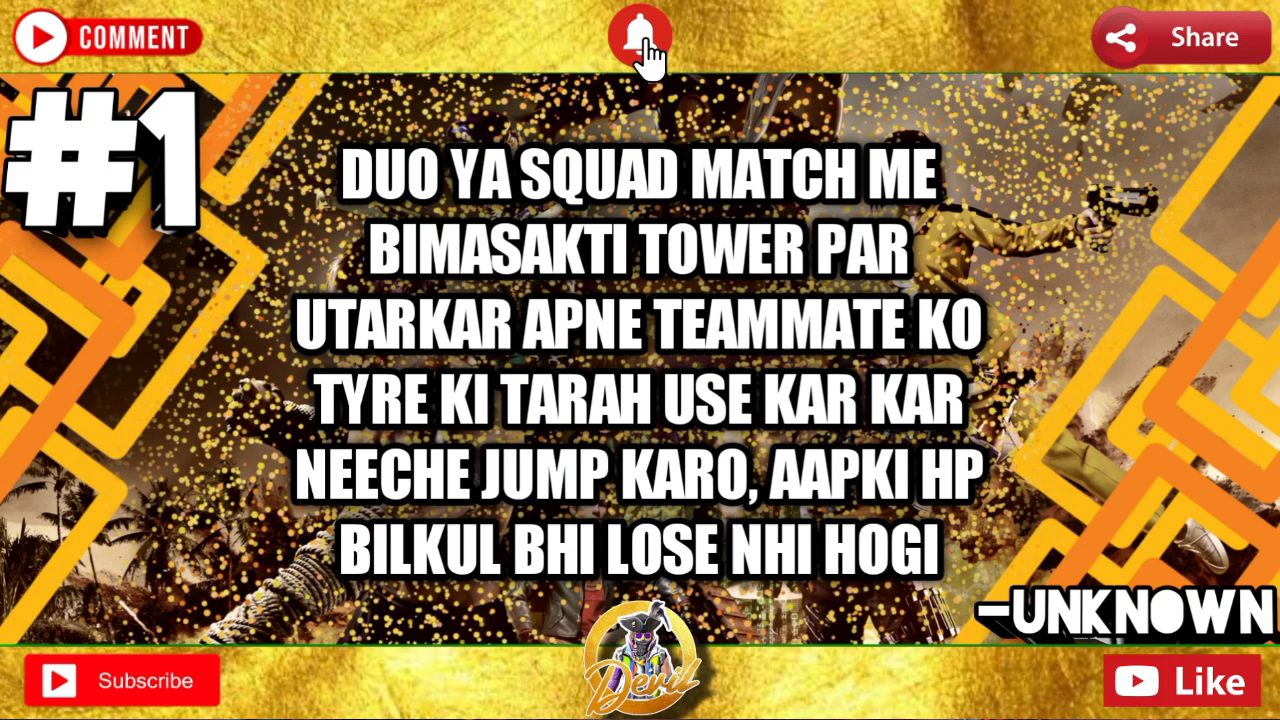 COMMENT
Share
#1
DUO YA SQUAD MATCH ME
BIMASAKTI TOWER PAR
UTARKAR APNE TEAMMATE KO
TYRE KI TARAH USE KAR KAR
NEECHE JUMP KARO, AAPKI HP
BILKUL BHI LOSE NHI HOGI
-UNKNOWN
Subscribe
Devil
Like